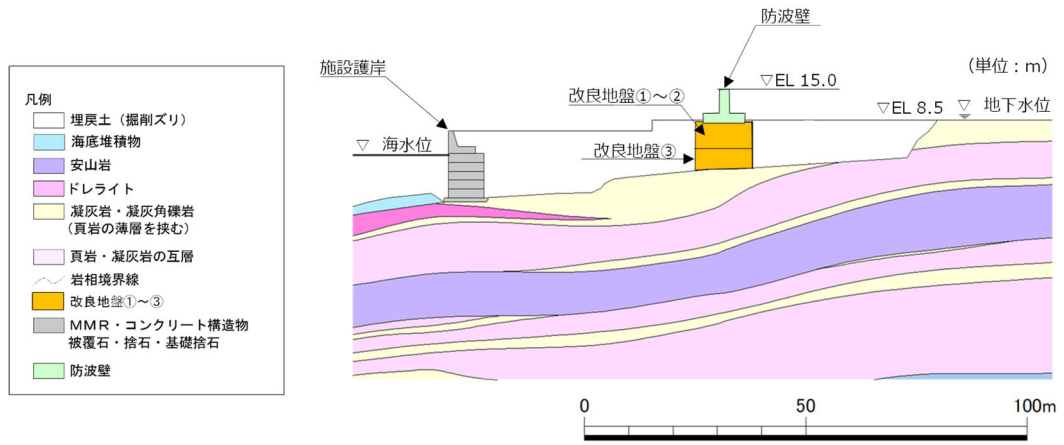 凡例
埋戻土（掘削ズリ）
海底堆積物
安山岩
ドレライト
凝灰岩・凝灰角礫岩
（頁岩の薄層を挟む）
頁岩・凝灰岩の互層
岩相境界線
改良地盤①～③
ＭＭＲ・コンクリート構造物
被覆石・捨石・基礎捨石
防波壁
防波壁
施設護岸
（単位：ｍ）
▽EL 15.0
改良地盤①～②
▽EL 8.5
▽ 地下水位
▽ 海水位
改良地盤③
0
50
100m